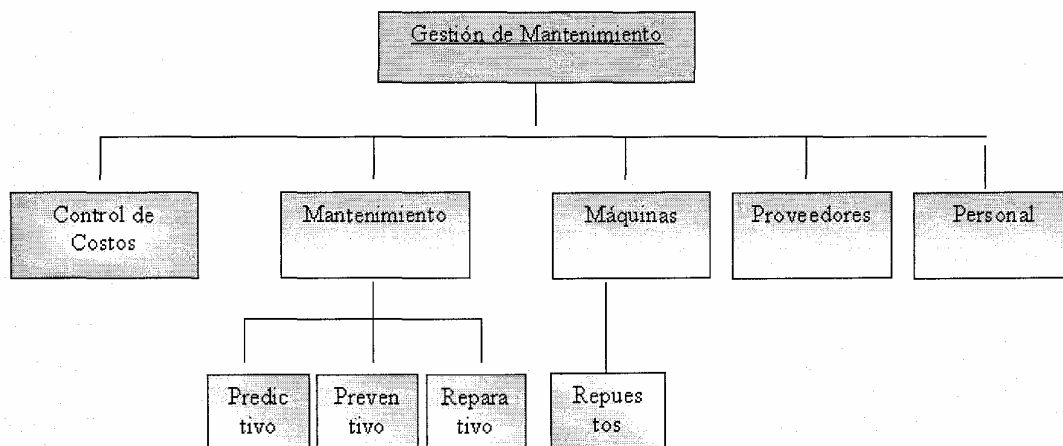 Gestión de Mantenimiento
Control de
Costos
Mantenimiento
Máquinas
Proveedores
Personal
Predic
tivo
Preven
tivo
Repara
tivo
Repues
tos